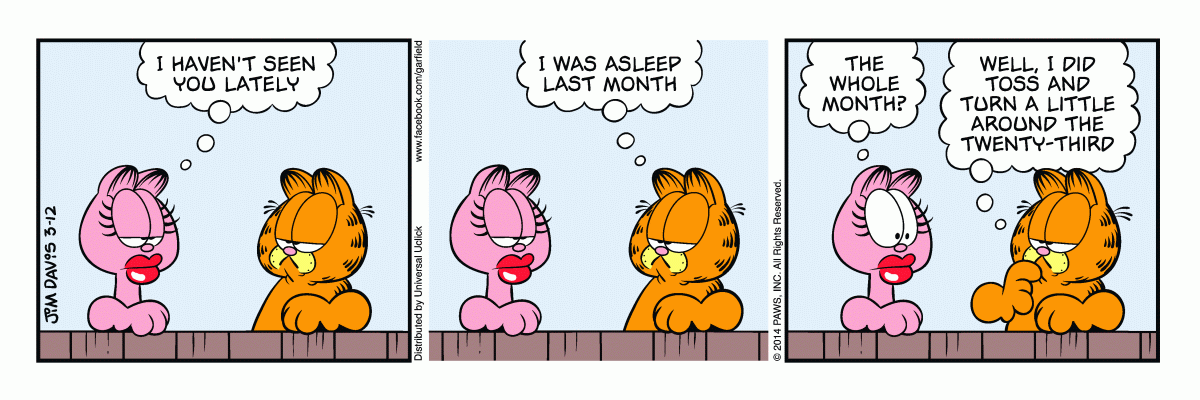 I HAVEN'T SEEN
YOU LATELY
JIM DAVIS 3-12
www.facebook.com/garfield
Distributed by Universal Uclick
I WAS ASLEEP
LAST MONTH
© 2014 PAWS, INC. All Rights Reserved.
THE
WHOLE
MONTH?
WELL, I DID
TOSS AND
TURN A LITTLE
AROUND THE
TWENTY-THIRD